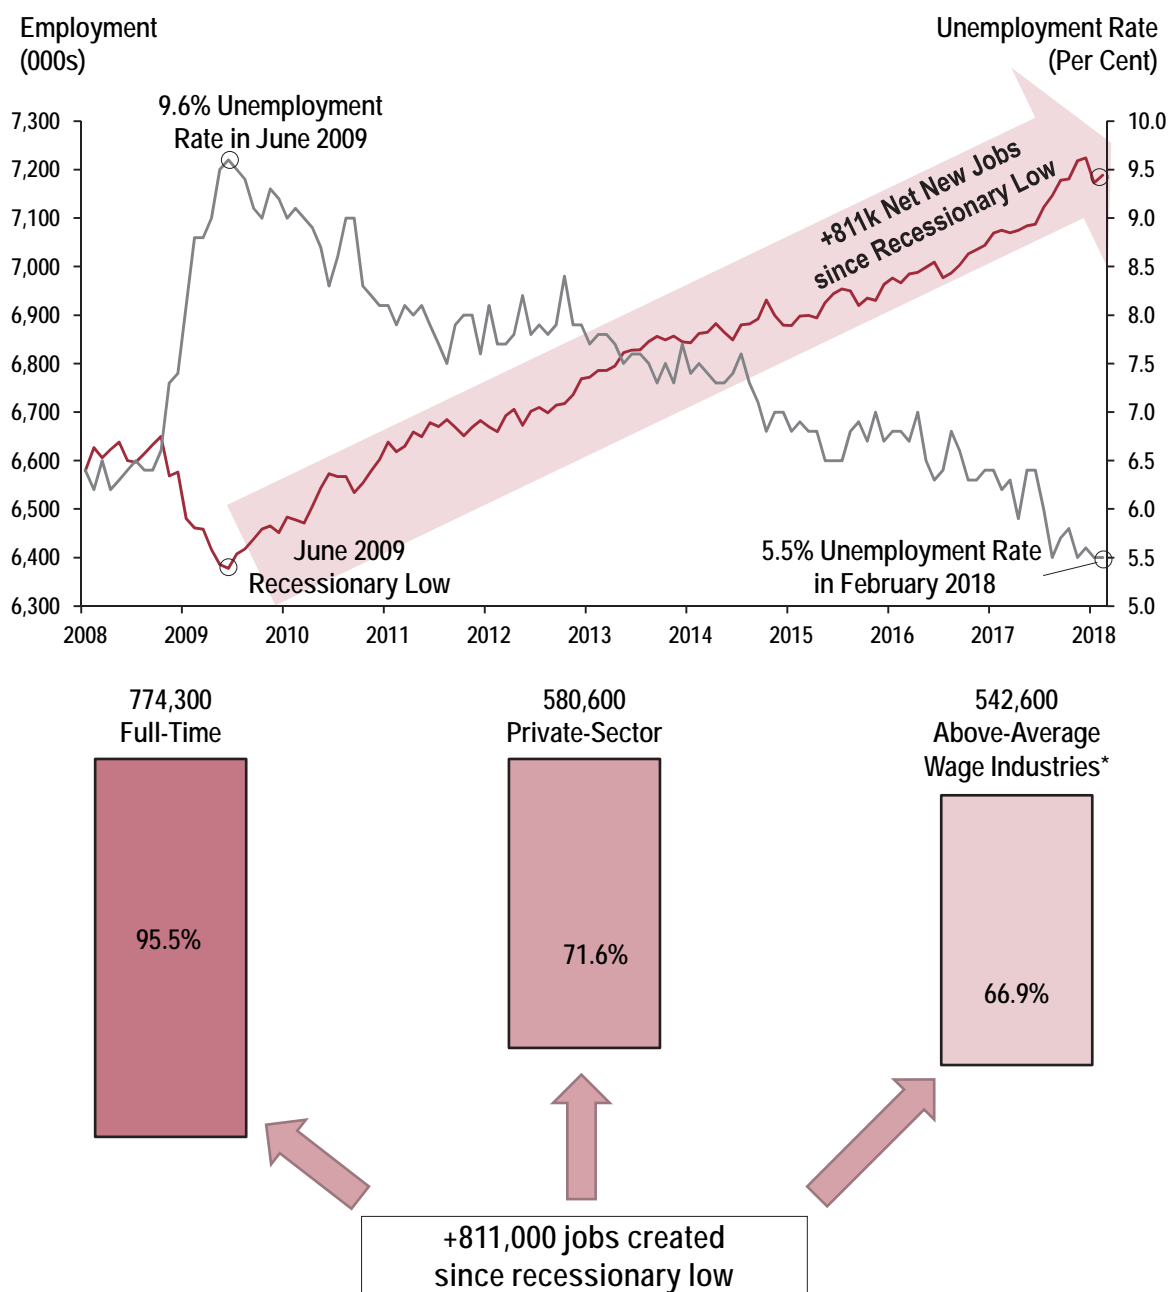 Employment
(000s)
Unemployment Rate
(Per Cent)
9.6% Unemployment
Rate in June 2009
+811k Net New Jobs
since Recessionary Low
7,300
7,200
7,100
7,000
6,900
6,800
6,700
6,600
6,500
6,400
6,300
10.0
9.5
9.0
8.5
8.0
7.5
7.0
6.5
6.0
5.5
5.0
June 2009
Recessionary Low
5.5% Unemployment Rate
in February 2018
2008 2009 2010 2011 2012 2013 2014 2015 2016 2017 2018
774,300
Full-Time
95.5%
580,600
Private-Sector
71.6%
542,600
Above-Average
Wage Industries*
66.9%
+811,000 jobs created
since recessionary low